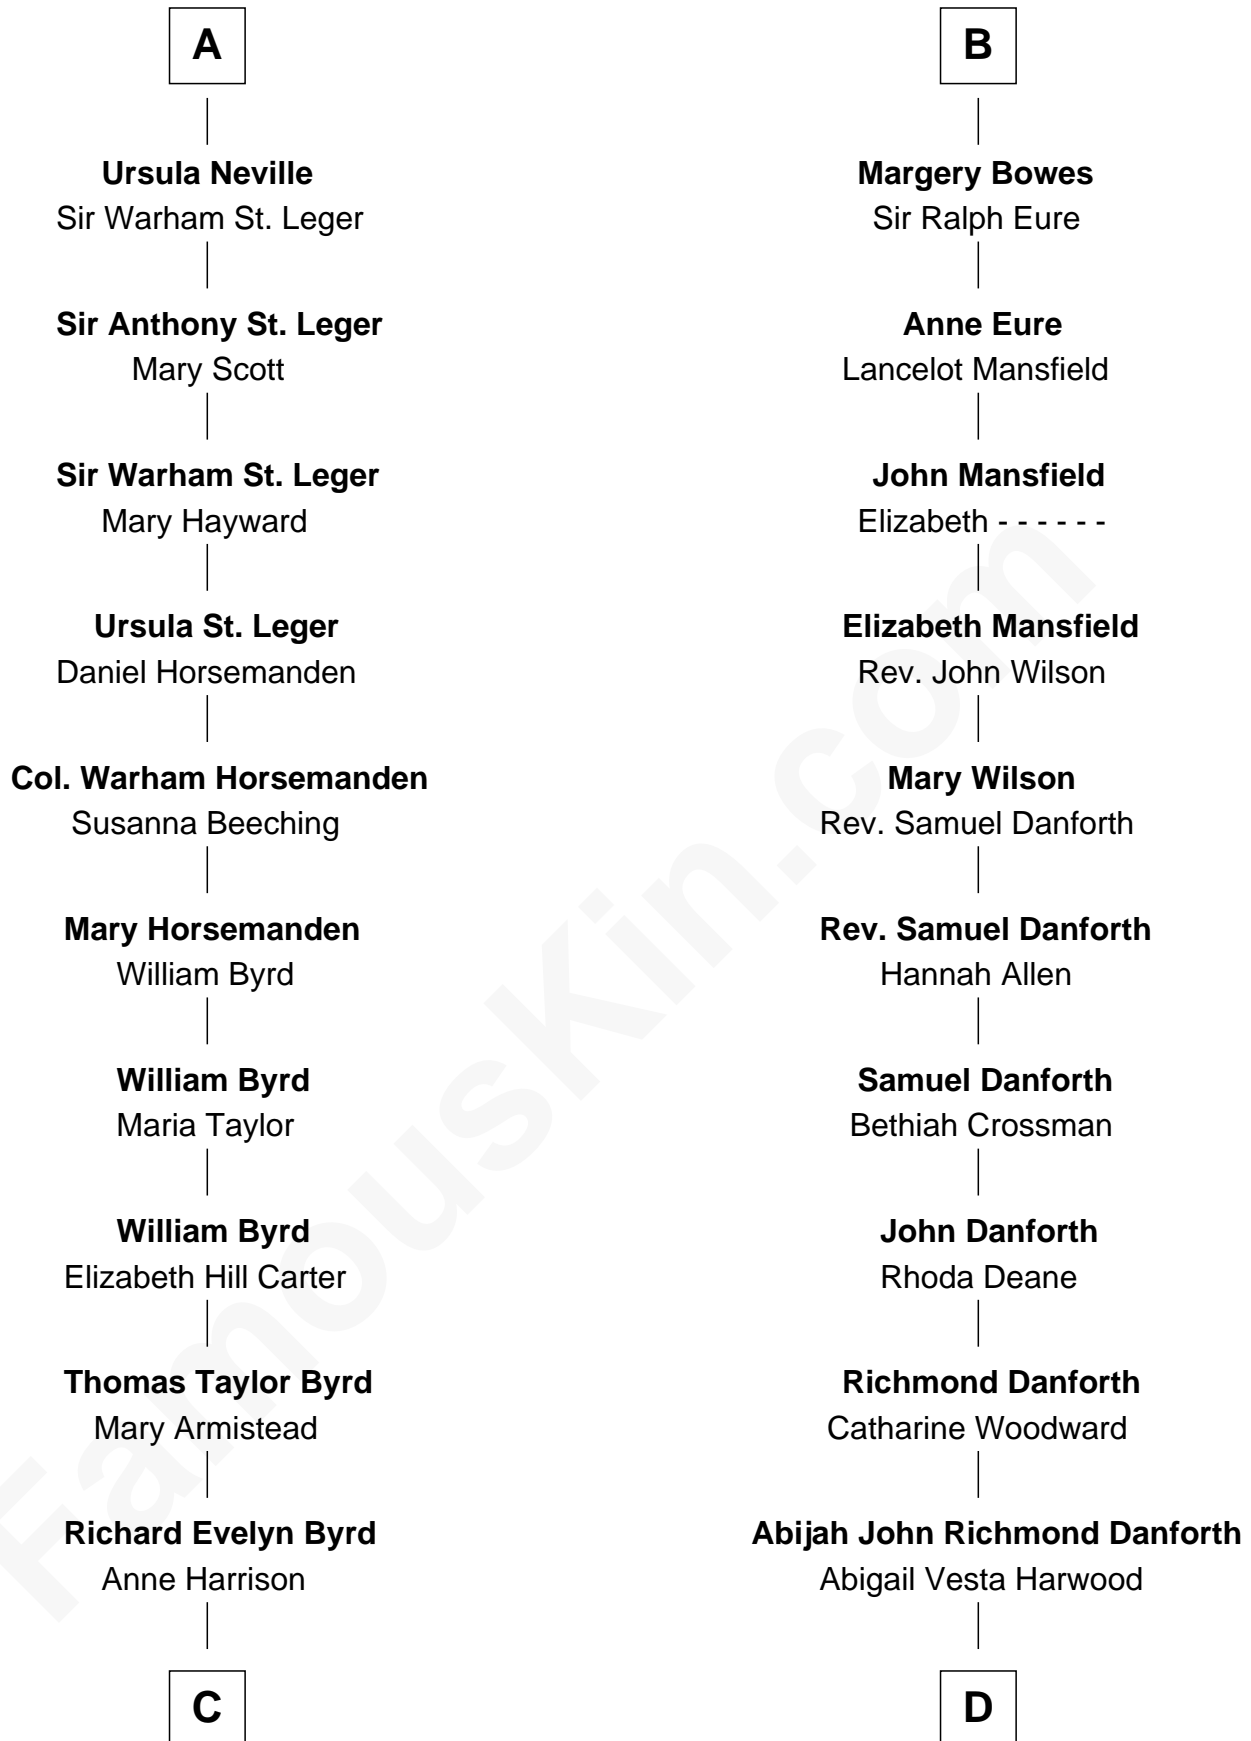 A
Ursula Neville
Sir Warham St. Leger
Sir Anthony St. Leger
Mary Scott
Sir Warham St. Leger
Mary Hayward
Ursula St. Leger
Daniel Horsemanden
Col. Warham Horsemanden
Susanna Beeching
Mary Horsemanden
William Byrd
William Byrd
Maria Taylor
William Byrd
Elizabeth Hill Carter
Thomas Taylor Byrd
Mary Armistead
Richard Evelyn Byrd
Anne Harrison
C
B
Margery Bowes
Sir Ralph Eure
Anne Eure
Lancelot Mansfield
John Mansfield
Elizabeth - - - - - -
Elizabeth Mansfield
Rev. John Wilson
Mary Wilson
Rev. Samuel Danforth
Rev. Samuel Danforth
Hannah Allen
Samuel Danforth
Bethiah Crossman
John Danforth
Rhoda Deane
Richmond Danforth
Catharine Woodward
Abijah John Richmond Danforth
Abigail Vesta Harwood
D
FamousKin.com